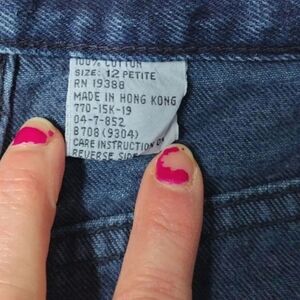 100% COTTON
SIZE: 12 PETITE
RN 19388
MADE IN HONG KONG
770-15K-19
04-7-852
B708(9304)
CARE INSTRUCTION
REVERSE